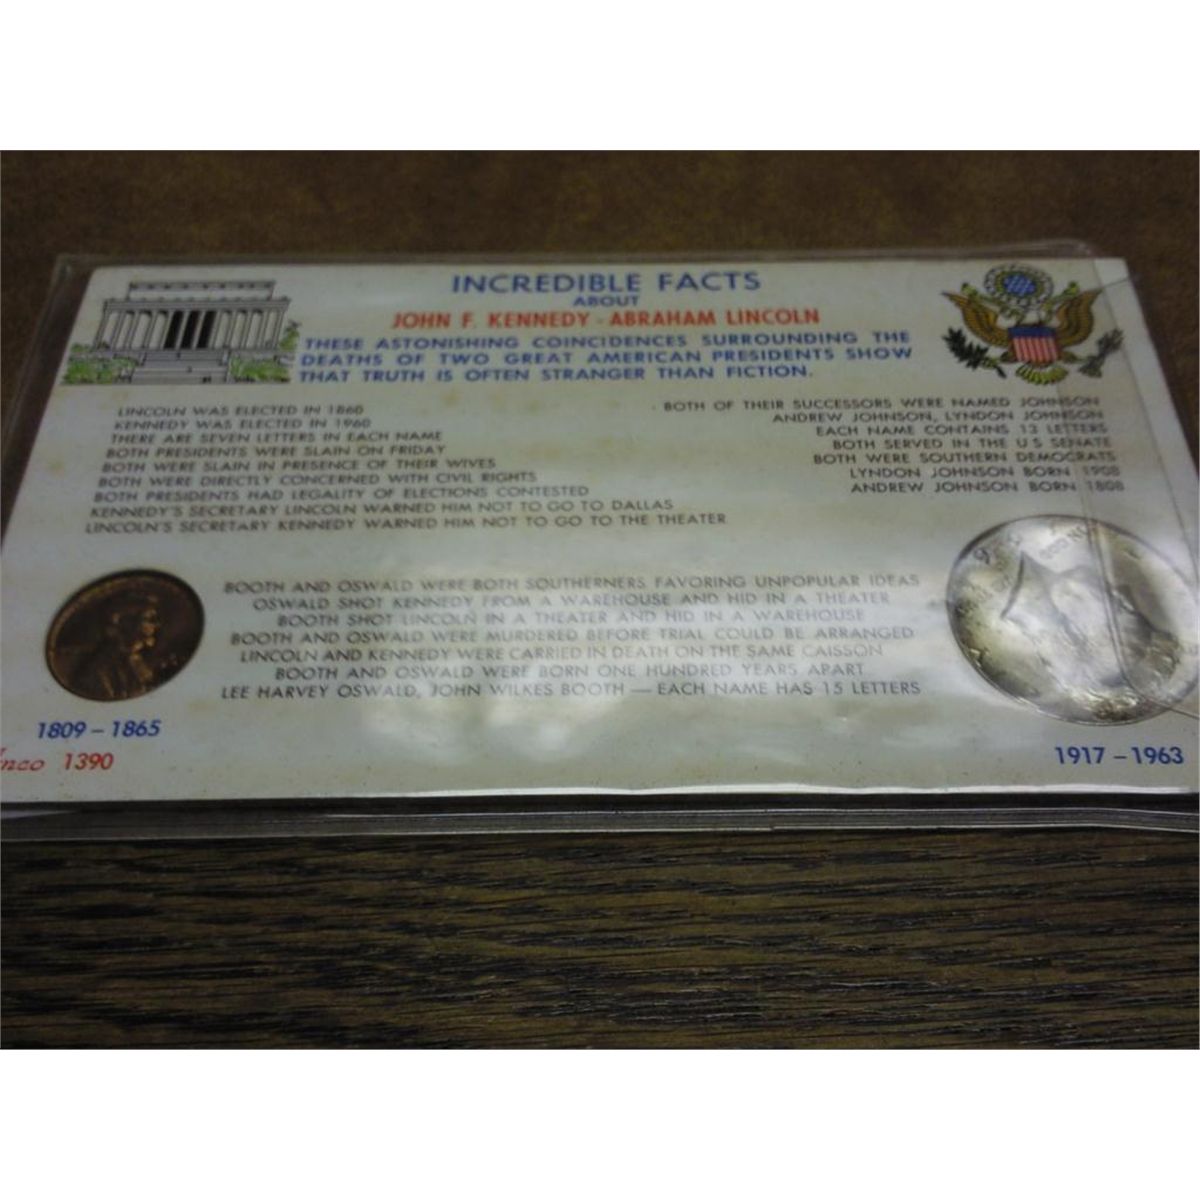 INCREDIBLE FACTS
ABOUT
JOHN F. KENNEDY - ABRAHAM LINCOLN
THESE ASTONISHING COINCIDENCES SURROUNDING THE
DEATHS OF TWO GREAT AMERICAN PRESIDENTS SHOW
THAT TRUTH IS OFTEN STRANGER THAN FICTION.
LINCOLN WAS ELECTED IN 1860
KENNEDY WAS ELECTED IN 1960
THERE ARE SEVEN LETTERS IN EACH NAME
BOTH PRESIDENTS WERE SLAIN ON FRIDAY
BOTH WERE SLAIN IN PRESENCE OF THEIR WIVES
BOTH WERE DIRECTLY CONCERNED WITH CIVIL RIGHTS
BOTH PRESIDENTS HAD LEGALITY OF ELECTIONS CONTESTED
KENNEDY'S SECRETARY LINCOLN WARNED HIM NOT TO GO TO DALLAS
LINCOLN'S SECRETARY KENNEDY WARNED HIM NOT TO GO TO THE THEATER
BOTH OF THEIR SUCCESSORS WERE NAMED JOHNSON
ANDREW JOHNSON, LYNDON JOHNSON
EACH NAME CONTAINS 13 LETTERS
BOTH SERVED IN THE U S SENATE
BOTH WERE SOUTHERN DEMOCRATS
LYNDON JOHNSON BORN 1908
ANDREW JOHNSON BORN 1808
BOOTH AND OSWALD WERE BOTH SOUTHERNERS FAVORING UNPOPULAR IDEAS
OSWALD SHOT KENNEDY FROM A WAREHOUSE AND HID IN A THEATER
BOOTH SHOT LINCOLN IN A THEATER AND HID IN A WAREHOUSE
BOOTH AND OSWALD WERE MURDERED BEFORE TRIAL COULD BE ARRANGED
LINCOLN AND KENNEDY WERE CARRIED IN DEATH ON THE SAME CAISSON
BOOTH AND OSWALD WERE BORN ONE HUNDRED YEARS APART
LEE HARVEY OSWALD, JOHN WILKES BOOTH — EACH NAME HAS 15 LETTERS
1809 – 1865
1390
1917 – 1963